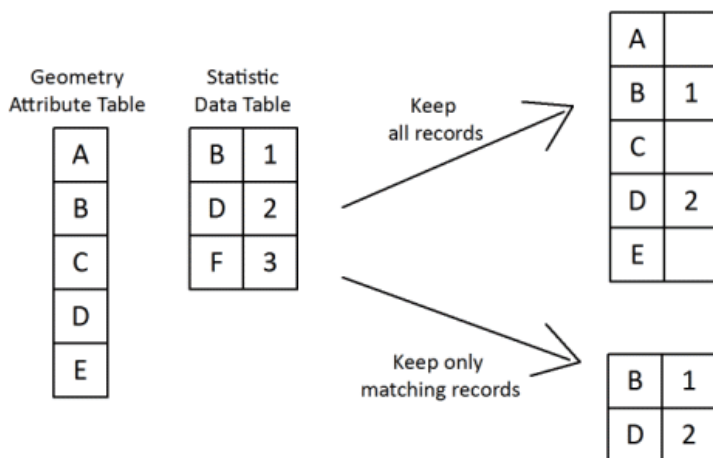 Geometry
Attribute Table
A
B
C
D
E
Statistic
Data Table
B 1
D 2
F 3
Keep
all records
A
B 1
C
D 2
E
Keep only
matching records
B 1
D 2